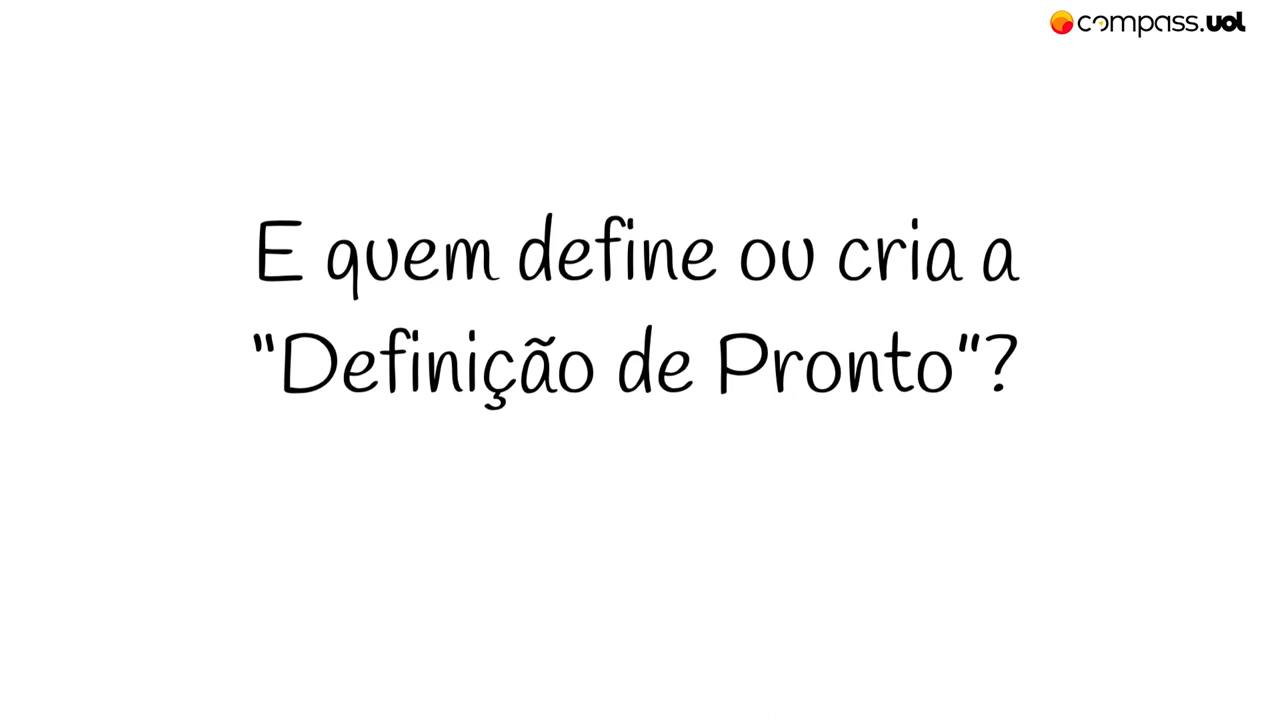 compass.uol
E quem define ou cria a
"Definição de Pronto"?